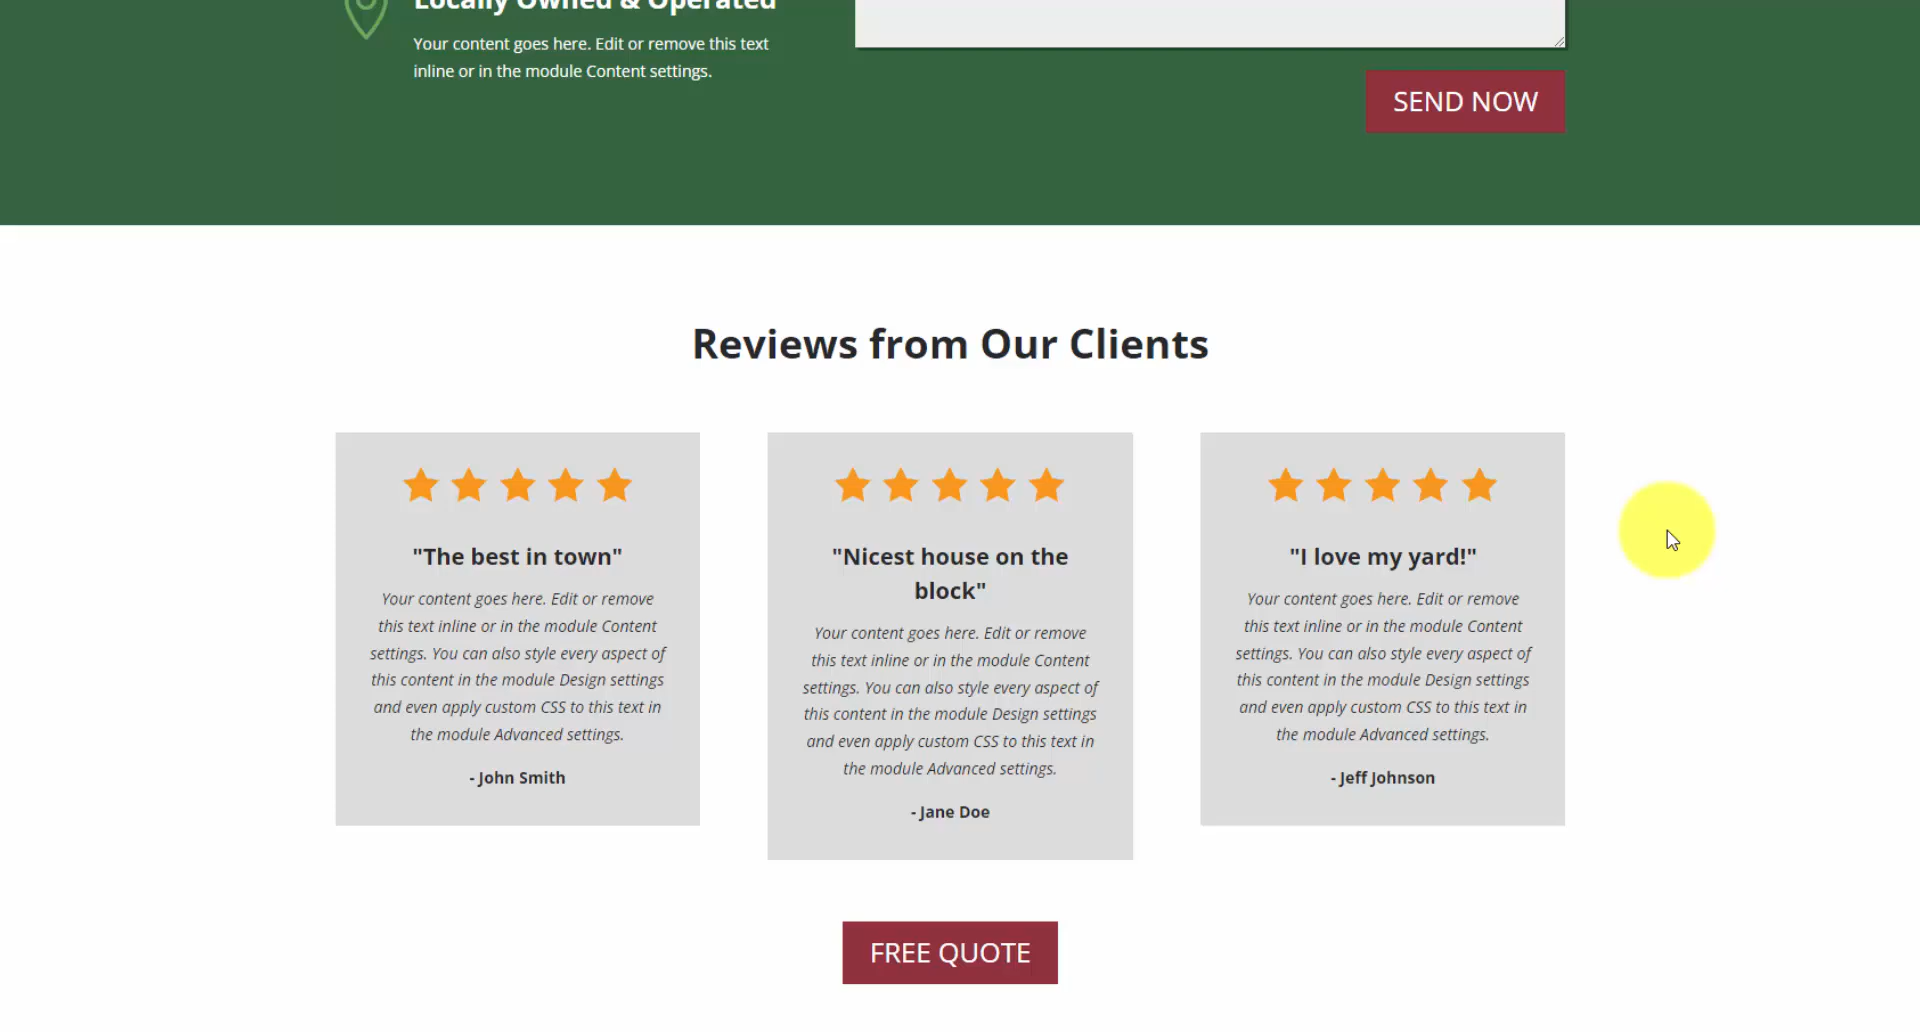 Locally Owned & Operated
Your content goes here. Edit or remove this text
inline or in the module Content settings.
SEND NOW
Reviews from Our Clients
"The best in town"
Your content goes here. Edit or remove
this text inline or in the module Content
settings. You can also style every aspect of
this content in the module Design settings
and even apply custom CSS to this text in
the module Advanced settings.
- John Smith
"Nicest house on the
block"
Your content goes here. Edit or remove
this text inline or in the module Content
settings. You can also style every aspect of
this content in the module Design settings
and even apply custom CSS to this text in
the module Advanced settings.
- Jane Doe
"I love my yard!"
Your content goes here. Edit or remove
this text inline or in the module Content
settings. You can also style every aspect of
this content in the module Design settings
and even apply custom CSS to this text in
the module Advanced settings.
- Jeff Johnson
FREE QUOTE